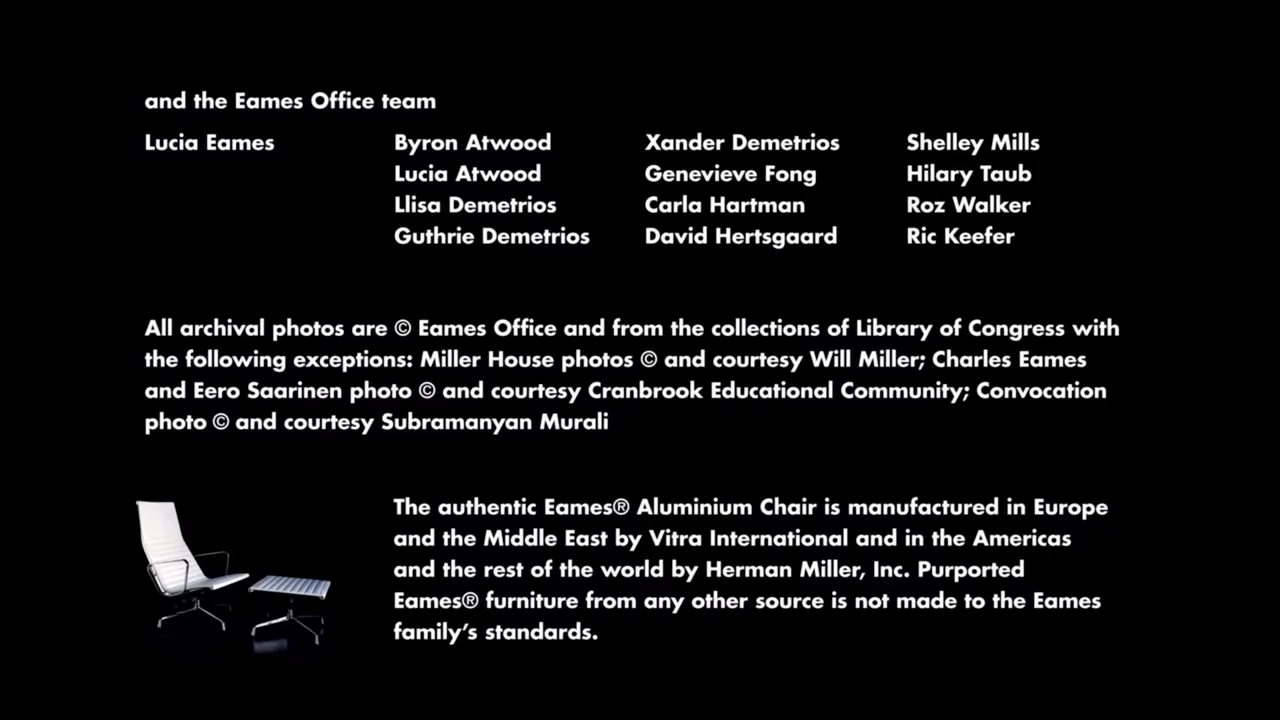 and the Eames Office team
Lucia Eames Byron Atwood Xander Demetrios Shelley Mills
Lucia Atwood Genevieve Fong Hilary Taub
Llisa Demetrios Carla Hartman Roz Walker
Guthrie Demetrios David Hertsgaard Ric Keefer
All archival photos are © Eames Office and from the collections of Library of Congress with
the following exceptions: Miller House photos © and courtesy Will Miller; Charles Eames
and Eero Saarinen photo © and courtesy Cranbrook Educational Community; Convocation
photo © and courtesy Subramanyan Murali
The authentic Eames® Aluminium Chair is manufactured in Europe
and the Middle East by Vitra International and in the Americas
and the rest of the world by Herman Miller, Inc. Purported
Eames® furniture from any other source is not made to the Eames
family's standards.